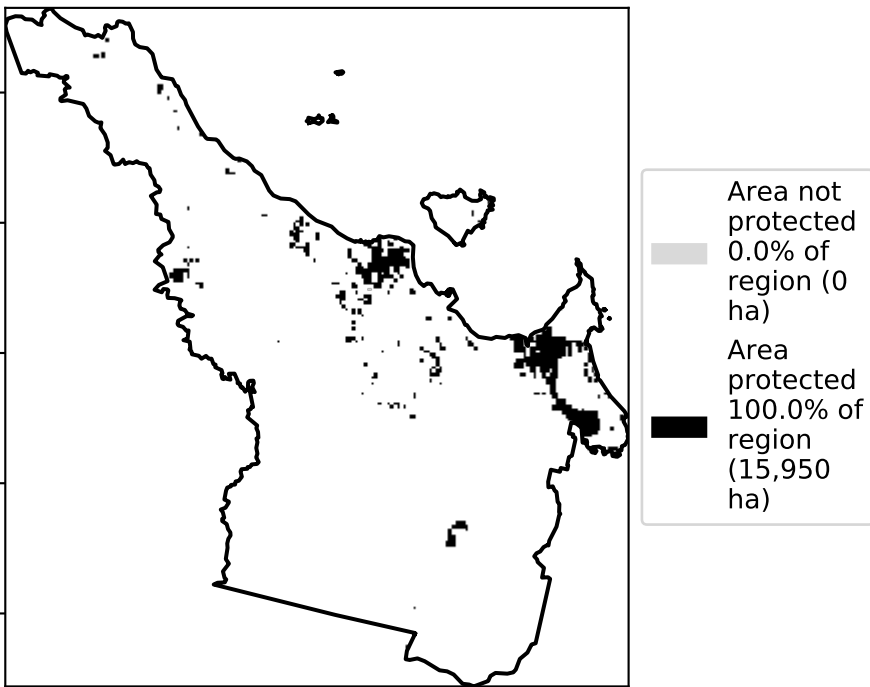 Area not
protected
0.0% of
region (0
ha)
Area
protected
100.0% of
region
(15,950
ha)